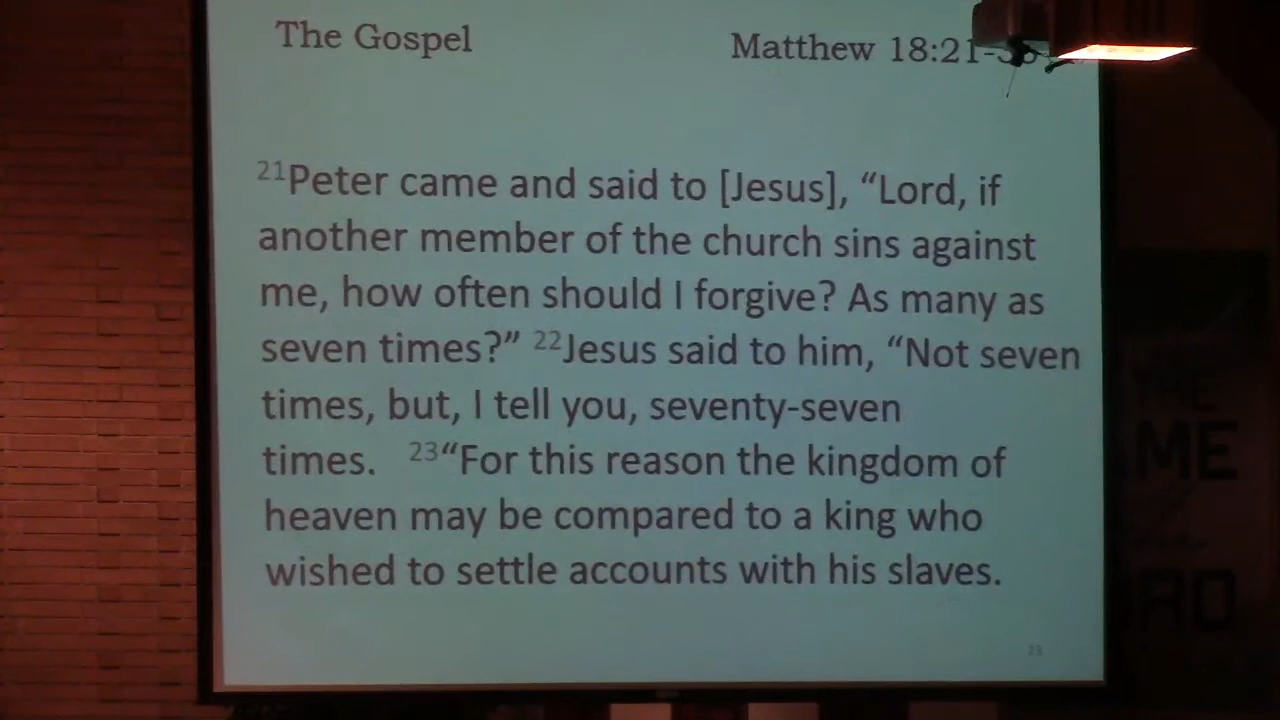 The Gospel
Matthew 18:21-
21Peter came and said to [Jesus], “Lord, if
another member of the church sins against
me, how often should I forgive? As many as
seven times?” 22Jesus said to him, “Not seven
times, but, I tell you, seventy-seven
times. 23“For this reason the kingdom of
heaven may be compared to a king who
wished to settle accounts with his slaves.
23
THE